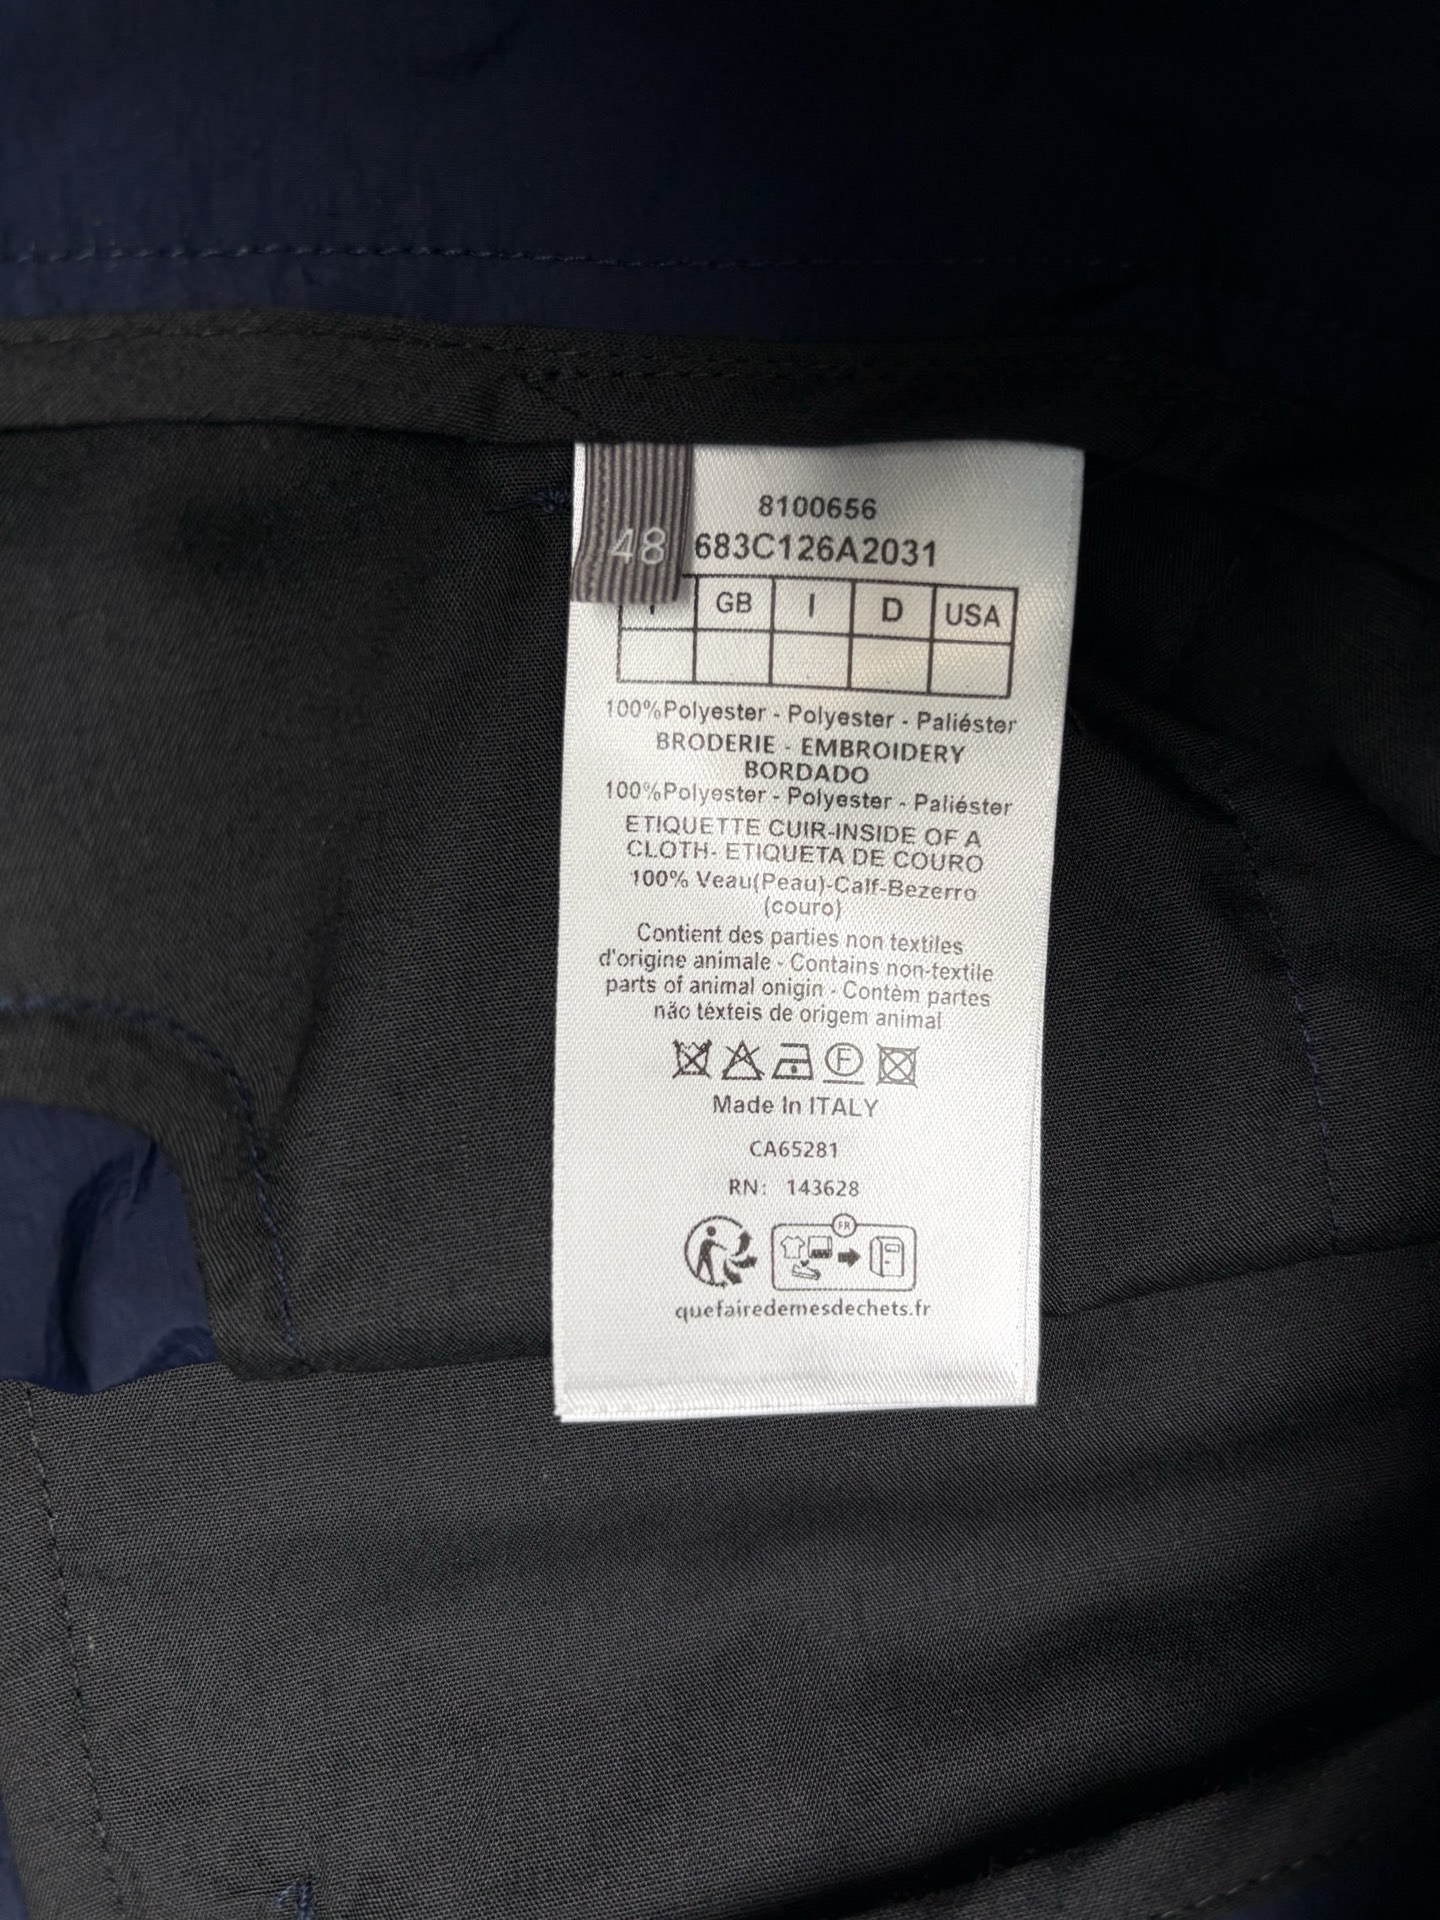 8100656
48
683C126A2031
GB I D USA
100%Polyester - Polyester - Paliéster
BRODERIE - EMBROIDERY
BORDADO
100%Polyester - Polyester - Paliéster
ETIQUETTE CUIR-INSIDE OF A
CLOTH- ETIQUETA DE COURO
100% Veau(Peau)-Calf-Bezerro
(couro)
Contient des parties non textiles
d'origine animale - Contains non-textile
parts of animal onigin - Contèm partes
não téxteis de origem animal
F
Made In ITALY
CA65281
RN: 143628
FR
quefairedemesdechets.fr